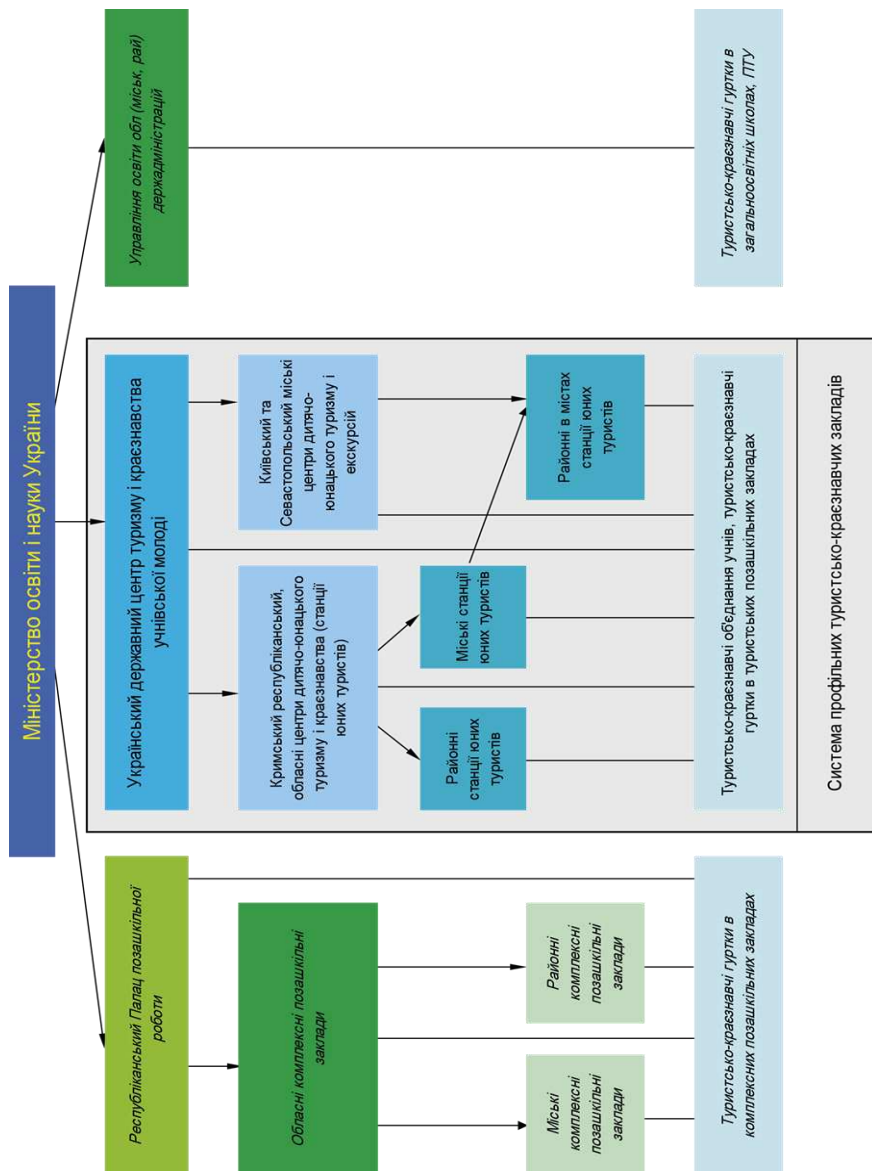 Міністерство освіти і науки України
Республіканський Палац позашкільної
роботи
Український державний центр туризму і краєзнавства
учнівської молоді
Управління освіти обл (міськ, рай)
держадміністрацій
Обласні комплексні позашкільні
заклади
Кримський республіканський,
обласні центри дитячо-юнацького
туризму і краєзнавства (станції
юних туристів)
Київський та
Севастопольский міські
центри дитячо-
юнацького туризму і
екскурсій
Районні
станції юних
туристів
Міські станції
юних туристів
Міські
комплексні
позашкільні
заклади
Районні
комплексні
позашкільні
заклади
Районні в містах
станції юних
туристів
Туристсько-краєзнавчі гуртки в
комплексних позашкільних закладах
Туристсько-краєзнавчі об'єднання учнів, туристсько-краєзнавчі
гуртки в туристських позашкільних закладах
Туристсько-краєзнавчі гуртки в
загальноосвітніх школах, ПТУ
Система профільних туристсько-краєзнавчих закладів